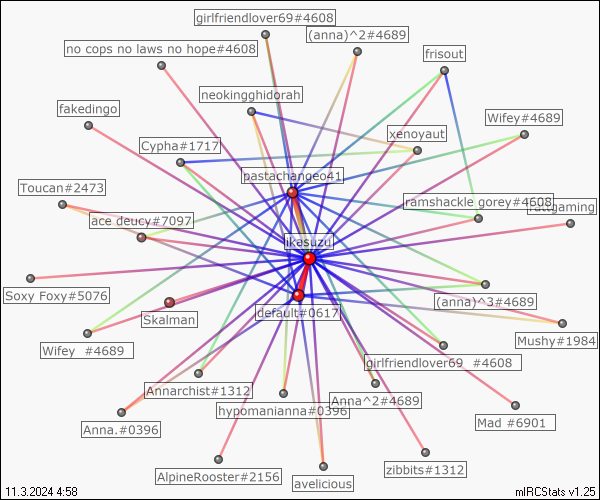 girlfriendlover69#4608
(anna)^2#4689
no cops no laws no hope#4608
frisout
neokingghidorah
fakedingo
Wifey#4689
xenoyaut
Cypha#1717
pastachangeo41
Toucan#2473
ramshackle gorey#4608
ace deucy#7097
ikesuzu
Soxy Foxy#5076
(anna)^3#4689
Skalman
default#0617
Mushy#1984
Wifey #4689
girlfriendlover69 #4608
Annarchist#1312
Anna^2#4689
hypomanianna#0396
Mad #6901
Anna.#0396
zibbits#1312
AlpineRooster#2156
avelicious
11.3.2024 4:58
mIRCStats v1.25